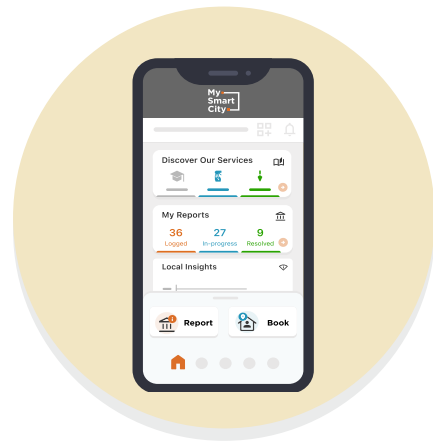 My
Smart
City
Discover Our Services
My Reports
36 27 9
Logged In-progress Resolved
Local Insights
Report Book